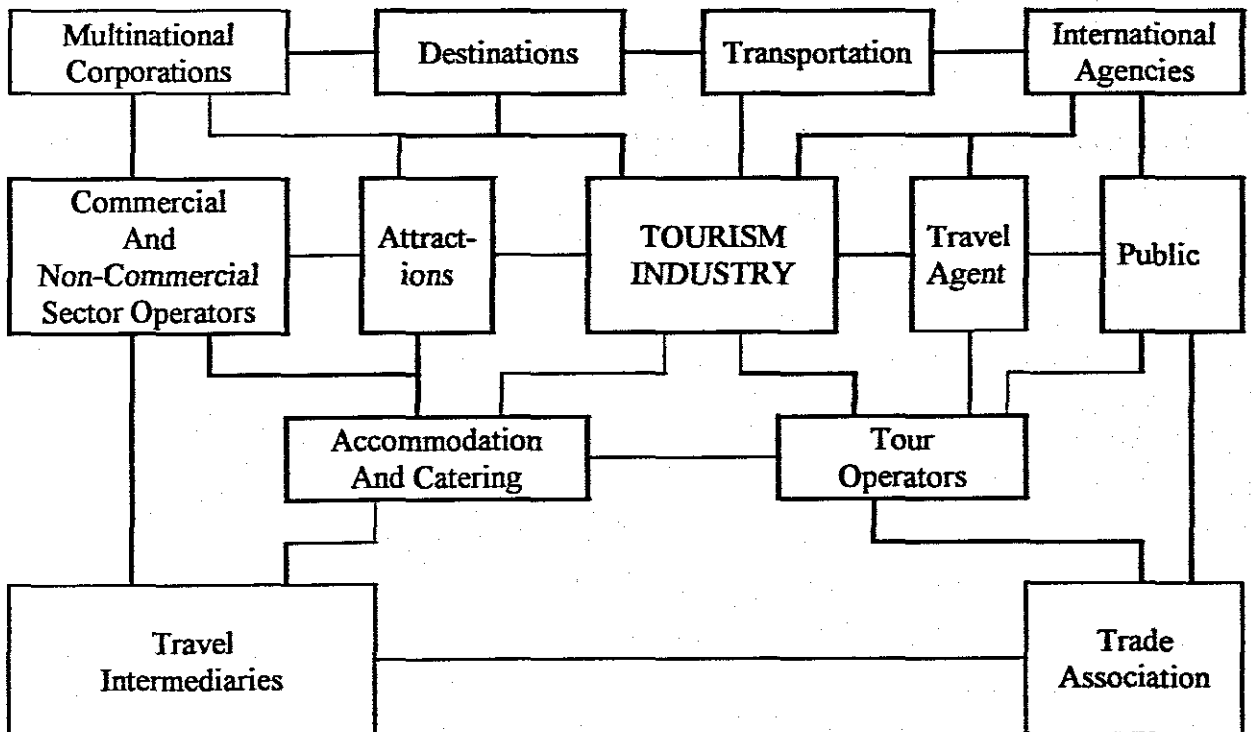 Multinational
Corporations
Destinations
Transportation
International
Agencies
Commercial
And
Non-Commercial
Sector Operators
Attract-
ions
TOURISM
INDUSTRY
Travel
Agent
Public
Accommodation
And Catering
Tour
Operators
Travel
Intermediaries
Trade
Association